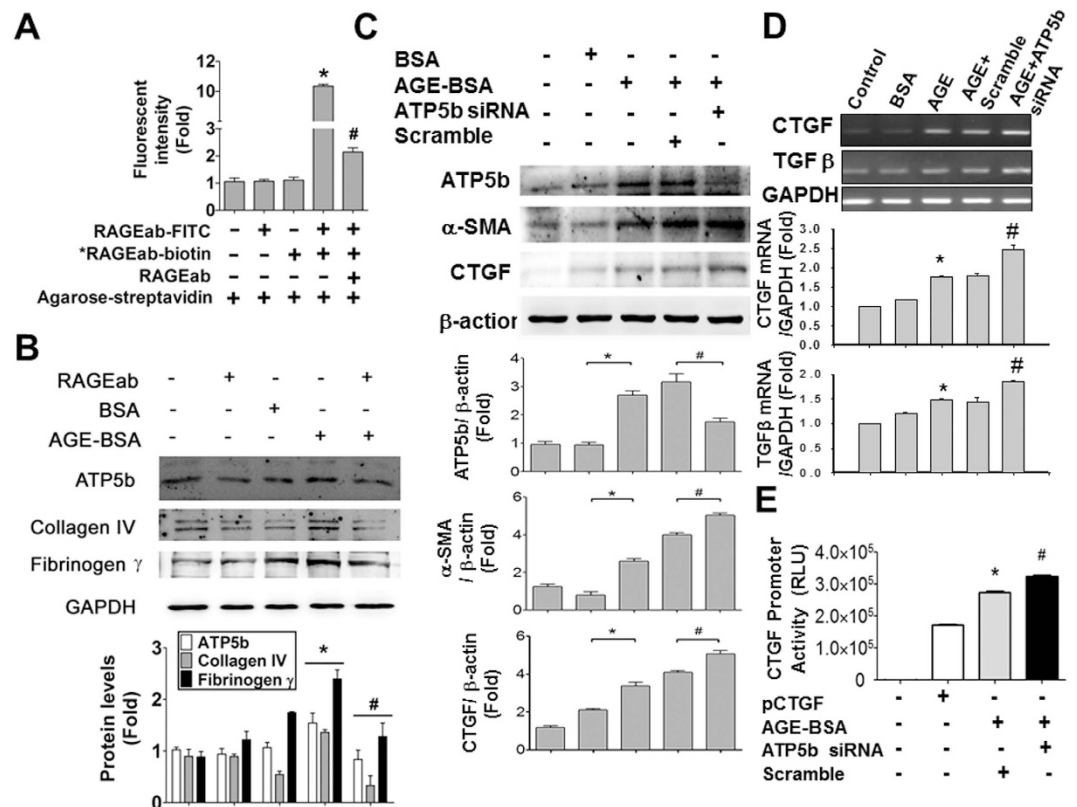 A
Fluorescent
intensity
(Fold)
12
10
8
3
2
1
0
*
#
RAGEab-FITC - + - + +
*RAGEab-biotin - - + + +
RAGEab - - - - +
Agarose-streptavidin + + + + +
B
RAGEab - + - - +
BSA - - + - -
AGE-BSA - - - + +
ATP5b
Collagen IV
Fibrinogen γ
GAPDH
Protein levels
(Fold)
3
2
1
0
ATP5b
Collagen IV
Fibrinogen γ
*
#
C
BSA - + - - -
AGE-BSA - - + + +
ATP5b siRNA - - - - +
Scramble - - - + -
ATP5b
α-SMA
CTGF
β-action
ATP5b/ β-actin
(Fold)
4
3
2
1
0
*
#
α-SMA
/ β-actin
(Fold)
6
4
2
0
*
#
CTGF/ β-actin
(Fold)
6
4
2
0
*
#
D
Control
BSA
AGE
AGE+
Scramble
AGE+ATP5b
siRNA
CTGF
TGF β
GAPDH
CTGF mRNA
/GAPDH (Fold)
3.0
2.5
2.0
1.5
1.0
0.5
0.0
*
#
TGFβ mRNA
/GAPDH (Fold)
2.0
1.5
1.0
0.5
0.0
*
#
E
CTGF Promoter
Activity (RLU)
4.0×10⁵
3.0×10⁵
2.0×10⁵
1.0×10⁵
0
*
#
pCTGF - + - -
AGE-BSA - - + +
ATP5b siRNA - - - +
Scramble - - + -